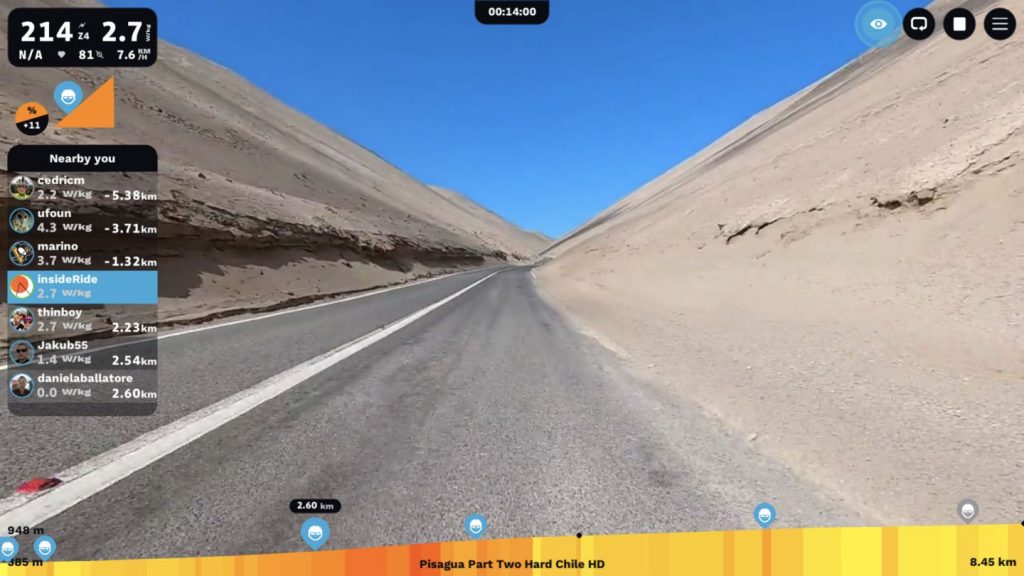 00:14:00
214 Z4 2.7 W/KG
N/A 81 7.6 KM/H
%
+11
Nearby you
cedricm
2.2 W/kg -5.38km
ufoun
4.3 W/kg -3.71km
marino
3.7 W/kg -1.32km
insideRide
2.7 W/kg
thinboy
2.7 W/kg 2.23km
Jakub55
1.4 W/kg 2.54km
danielaballatore
0.0 W/kg 2.60km
2.60 km
948 m
Pisagua Part Two Hard Chile HD
8.45 km